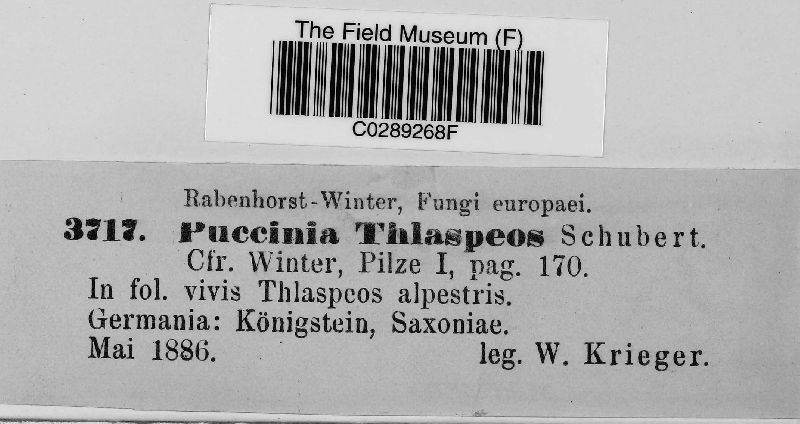 The Field Museum (F)
C0289268F
Rabenhorst-Winter, Fungi europaei.
3717. Puccinia Thlaspeos Schubert.
Cfr. Winter, Pilze I, pag. 170.
In fol. vivis Thlaspeos alpestris.
Germania: Königstein, Saxoniae.
Mai 1886. leg. W. Krieger.